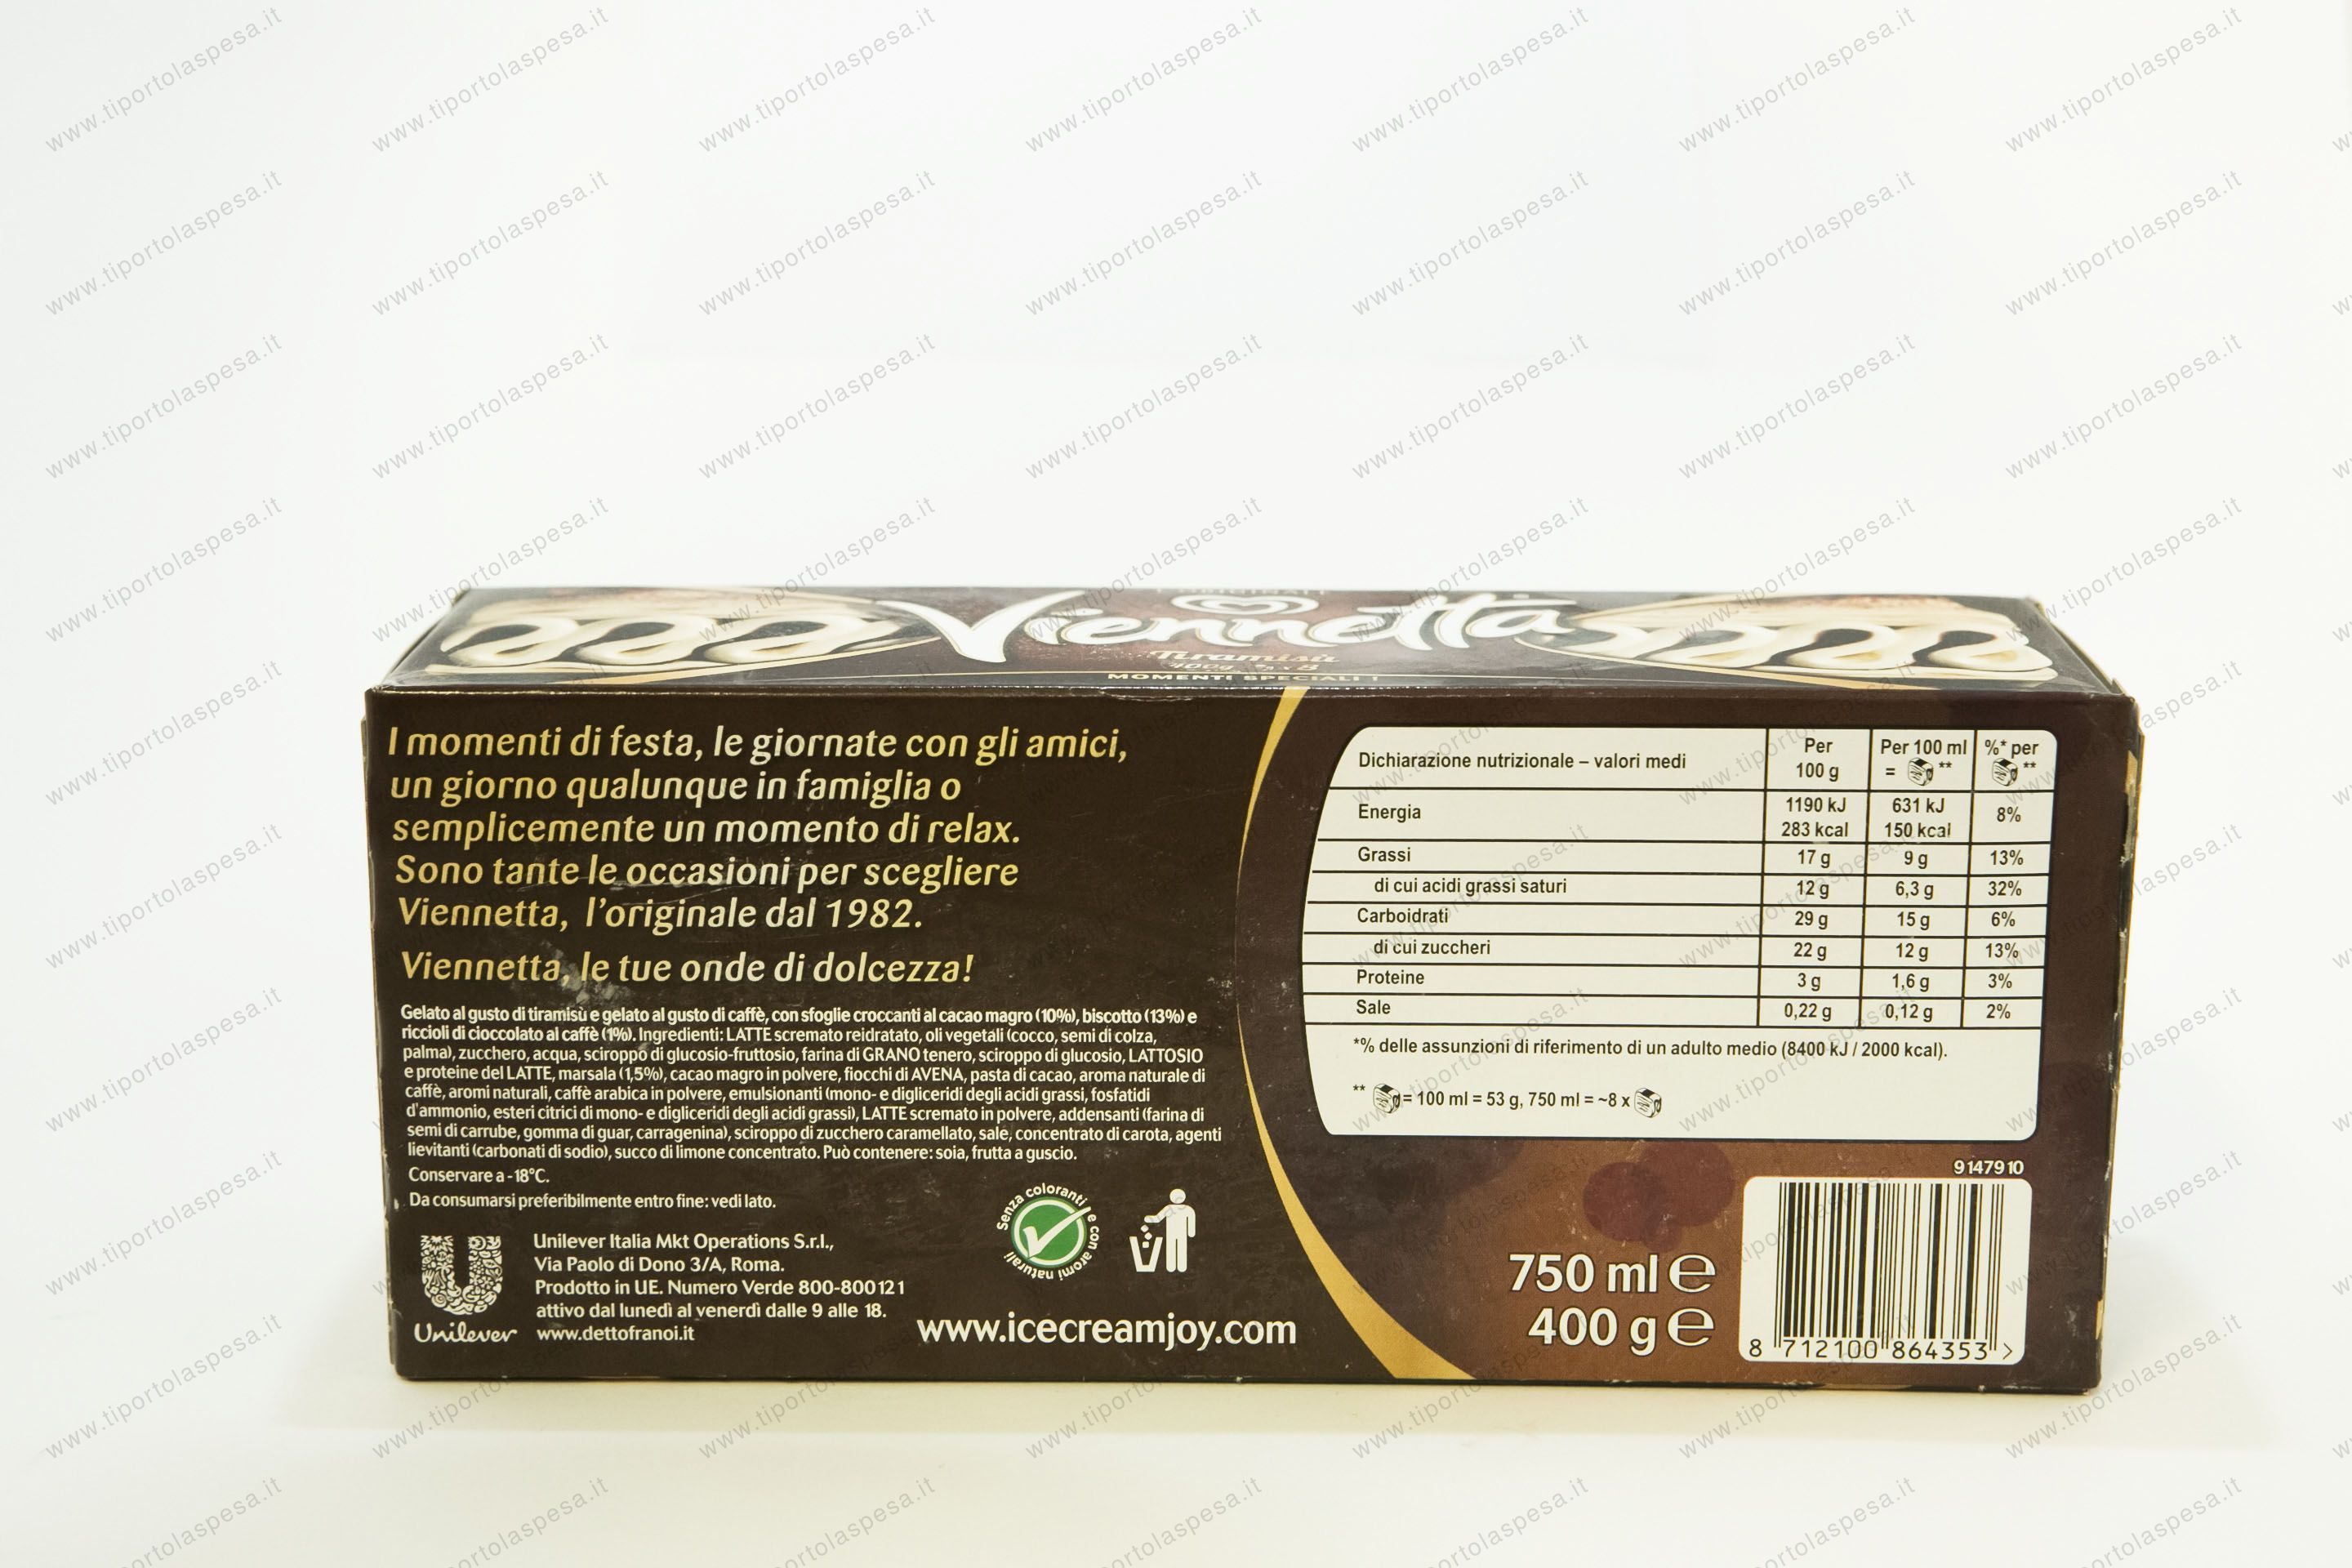 Viennetta
Tiramisù
MOMENTI SPECIALI !
I momenti di festa, le giornate con gli amici,
un giorno qualunque in famiglia o
semplicemente un momento di relax.
Sono tante le occasioni per scegliere
Viennetta, l'originale dal 1982.
Viennetta, le tue onde di dolcezza!
Gelato al gusto di tiramisù e gelato al gusto di caffè, con sfoglie croccanti al cacao magro (10%), biscotto (13%) e
riccioli di cioccolato al caffè (1%). Ingredienti: LATTE scremato reidratato, oli vegetali (cocco, semi di colza,
palma), zucchero, acqua, sciroppo di glucosio-fruttosio, farina di GRANO tenero, sciroppo di glucosio, LATTOSIO
e proteine del LATTE, marsala (1,5%), cacao magro in polvere, fiocchi di AVENA, pasta di cacao, aroma naturale di
caffè, aromi naturali, caffè arabica in polvere, emulsionanti (mono- e digliceridi degli acidi grassi, fosfatidi
d'ammonio, esteri citrici di mono- e digliceridi degli acidi grassi), LATTE scremato in polvere, addensanti (farina di
semi di carrube, gomma di guar, carragenina), sciroppo di zucchero caramellato, sale, concentrato di carota, agenti
lievitanti (carbonati di sodio), succo di limone concentrato. Può contenere: soia, frutta a guscio.
Conservare a -18°C.
Da consumarsi preferibilmente entro fine: vedi lato.
Unilever
Unilever Italia Mkt Operations S.r.l.,
Via Paolo di Dono 3/A, Roma.
Prodotto in UE. Numero Verde 800-800121
attivo dal lunedì al venerdì dalle 9 alle 18.
www.dettofranoi.it
Senza coloranti e con aromi naturali
www.icecreamjoy.com
Dichiarazione nutrizionale – valori medi Per 100 g Per 100 ml = ** %* per **
Energia 1190 kJ 283 kcal 631 kJ 150 kcal 8%
Grassi 17 g 9 g 13%
di cui acidi grassi saturi 12 g 6,3 g 32%
Carboidrati 29 g 15 g 6%
di cui zuccheri 22 g 12 g 13%
Proteine 3 g 1,6 g 3%
Sale 0,22 g 0,12 g 2%
*% delle assunzioni di riferimento di un adulto medio (8400 kJ / 2000 kcal).
** = 100 ml = 53 g, 750 ml = ~8 x
9147910
750 ml e
400 g e
8 712100 864353 >
www.tiportolaspesa.it